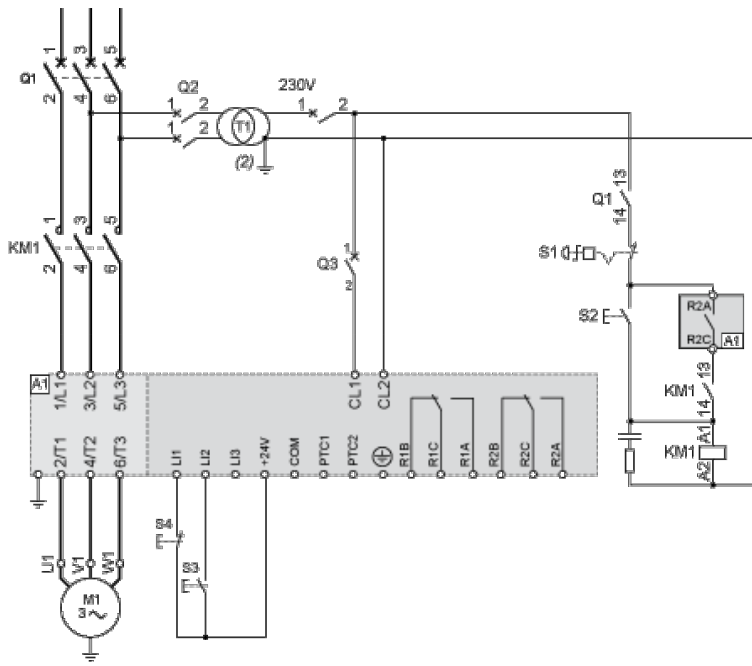 1 3 5
Q1
2 4 6
Q2
1 2
1 2
T1
(2)
230V
1 2
13
Q1
14
1 3 5
KM1
2 4 6
1
Q3
2
S1
S2
R2A
R2C A1
13
KM1
14
A1
KM1
A2
A1
1/L1 3/L2 5/L3 CL1 CL2
2/T1 4/T2 6/T3 LI1 LI2 LI3 +24V COM PTC1 PTC2 R1B R1C R1A R2B R2C R2A
S4
S3
V1 W1
M1
3